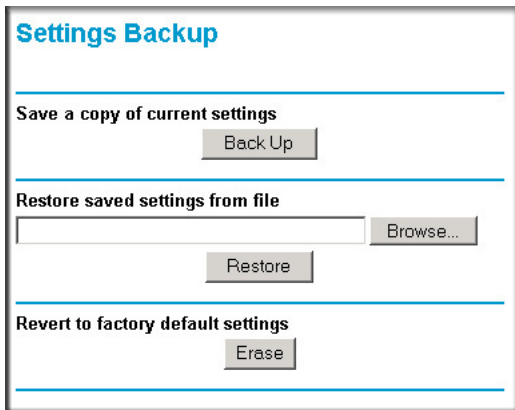 Settings Backup
Save a copy of current settings
Back Up
Restore saved settings from file
Browse...
Restore
Revert to factory default settings
Erase